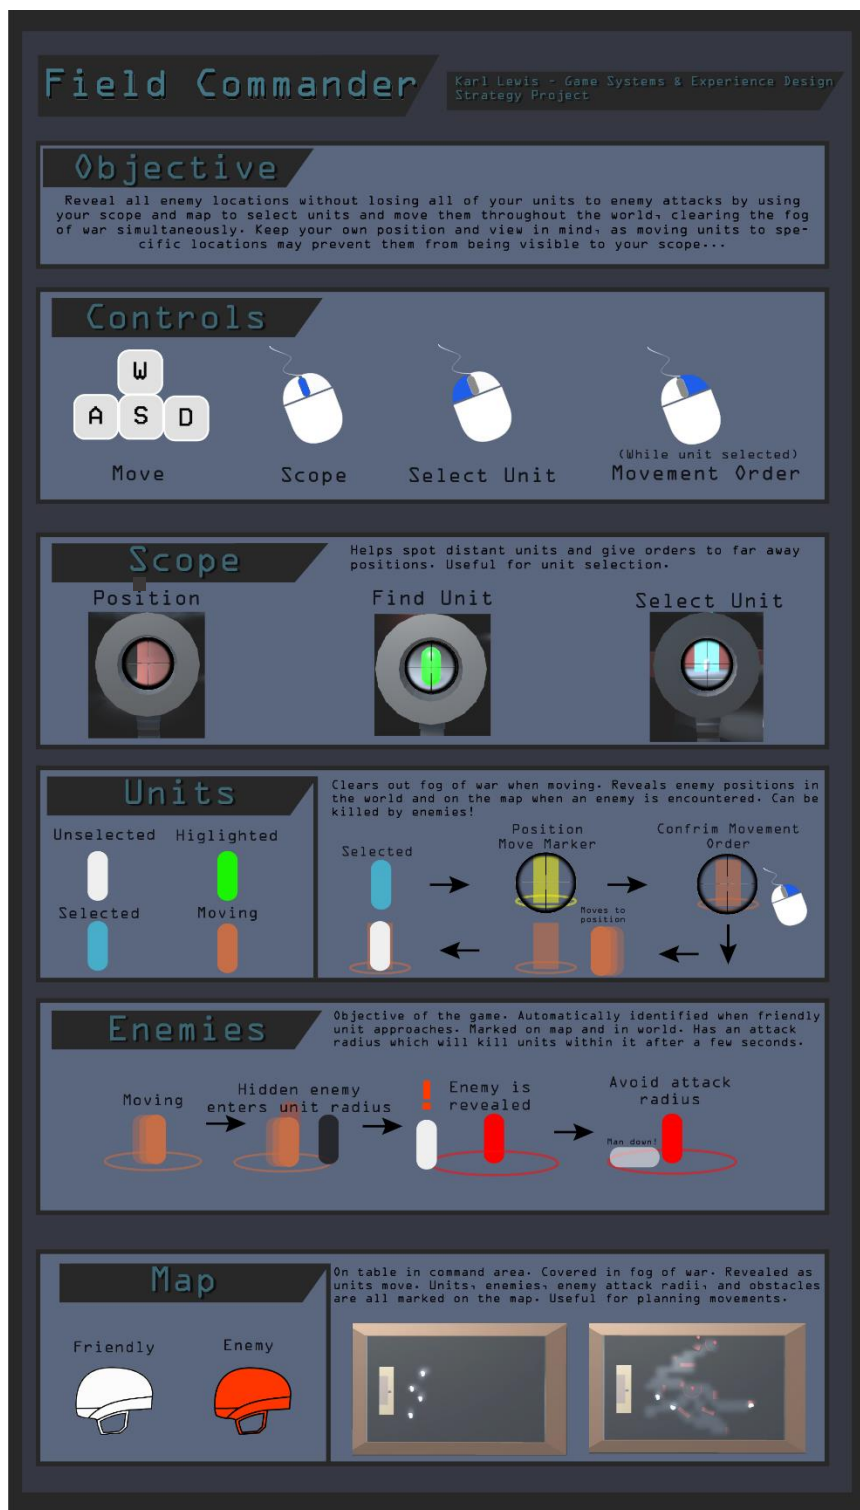 Field Commander
Karl Lewis - Game Systems & Experience Design
Strategy Project
Objective
Reveal all enemy locations without losing all of your units to enemy attacks by using
your scope and map to select units and move them throughout the world, clearing the fog
of war simultaneously. Keep your own position and view in mind, as moving units to spe-
cific locations may prevent them from being visible to your scope...
Controls
W
A S D
Move
Scope
Select Unit
(While unit selected)
Movement Order
Scope
Helps spot distant units and give orders to far away
positions. Useful for unit selection.
Position
Find Unit
Select Unit
Units
Clears out fog of war when moving. Reveals enemy positions in
the world and on the map when an enemy is encountered. Can be
killed by enemies!
Unselected
Higlighted
Selected
Moving
Selected
Position
Move Marker
Confrim Movement
Order
Moves to
position
Enemies
Objective of the game. Automatically identified when friendly
unit approaches. Marked on map and in world. Has an attack
radius which will kill units within it after a few seconds.
Moving
Hidden enemy
enters unit radius
!
Enemy is
revealed
Avoid attack
radius
Man down!
Map
On table in command area. Covered in fog of war. Revealed as
units move. Units, enemies, enemy attack radii, and obstacles
are all marked on the map. Useful for planning movements.
Friendly
Enemy